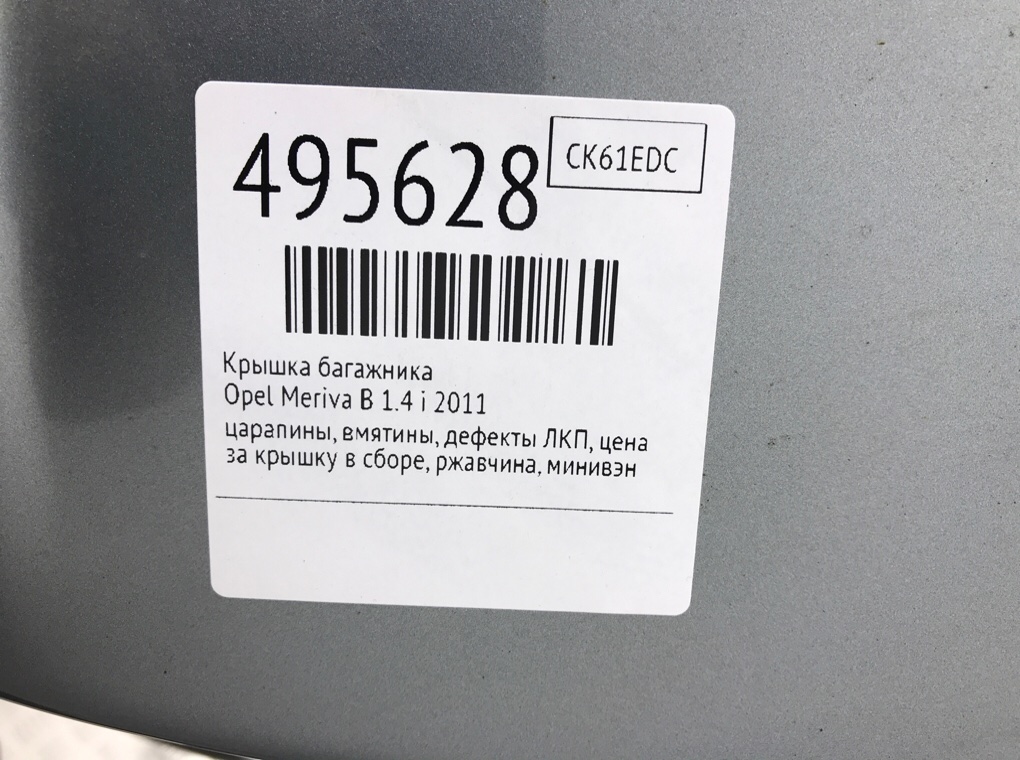 495628
CK61EDC
Крышка багажника
Opel Meriva B 1.4 i 2011
царапины, вмятины, дефекты ЛКП, цена
за крышку в сборе, ржавчина, минивэн